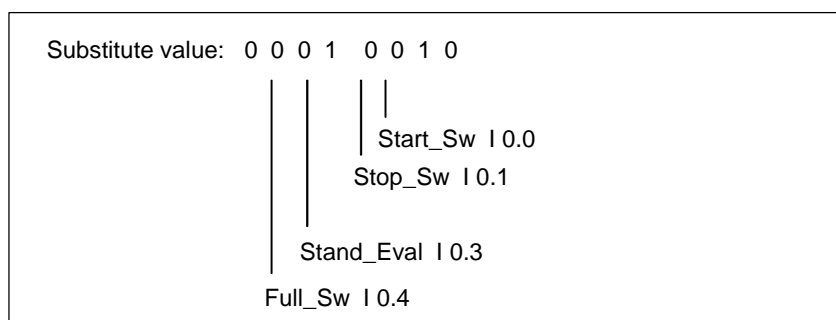 Substitute value: 0 0 0 1 0 0 1 0
Start_Sw I 0.0
Stop_Sw I 0.1
Stand_Eval I 0.3
Full_Sw I 0.4